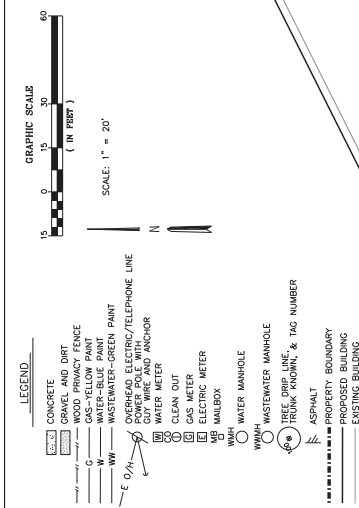 LEGEND
CONCRETE
GRAVEL AND DIRT
WOOD PRIVACY FENCE
G GAS-YELLOW PAINT
W WATER-BLUE PAINT
WW WASTEWATER-GREEN PAINT
E O/H OVERHEAD ELECTRIC/TELEPHONE LINE
POWER POLE WITH
GUY WIRE AND ANCHOR
W WATER METER
CO CLEAN OUT
G GAS METER
E ELECTRIC METER
MB MAILBOX
WMH WATER MANHOLE
WWMH WASTEWATER MANHOLE
TREE DRIP LINE,
TRUNK KNOWN, & TAG NUMBER
ASPHALT
PROPERTY BOUNDARY
PROPOSED BUILDING
EXISTING BUILDING
GRAPHIC SCALE
15 0 15 30 60
( IN FEET )
SCALE: 1" = 20'
N